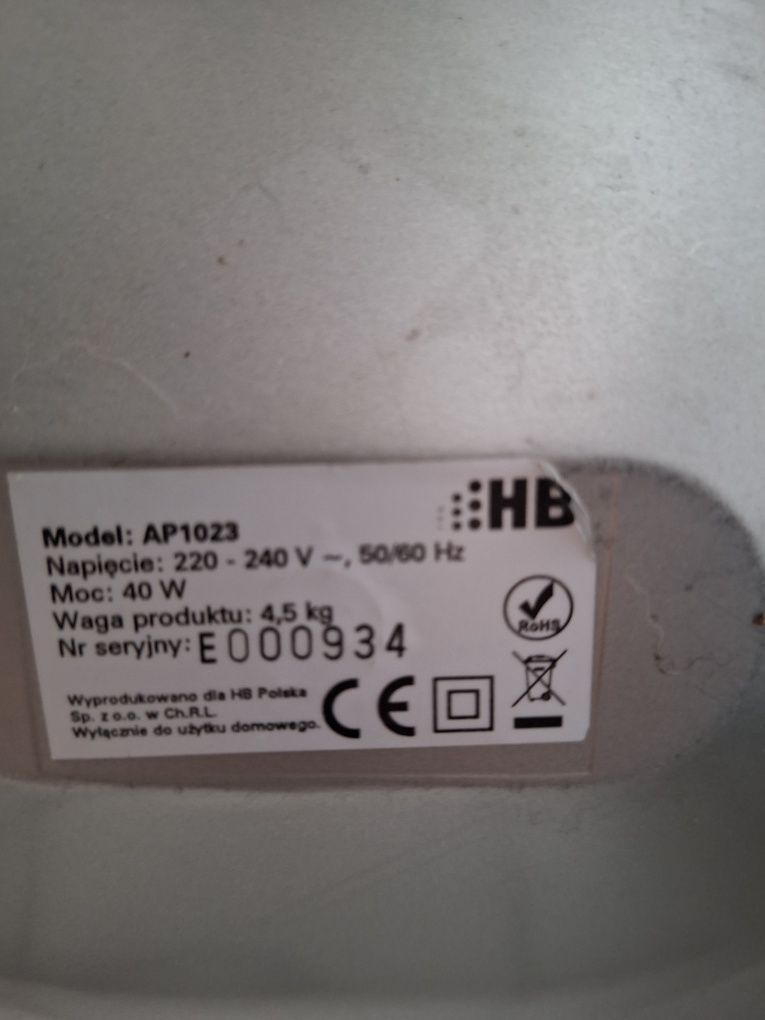 HB
Model: AP1023
Napięcie: 220 - 240 V ~, 50/60 Hz
Moc: 40 W
Waga produktu: 4,5 kg
Nr seryjny: E000934
RoHS
Wyprodukowano dla HB Polska
Sp. z o.o. w Ch.R.L.
Wyłącznie do użytku domowego.
CE